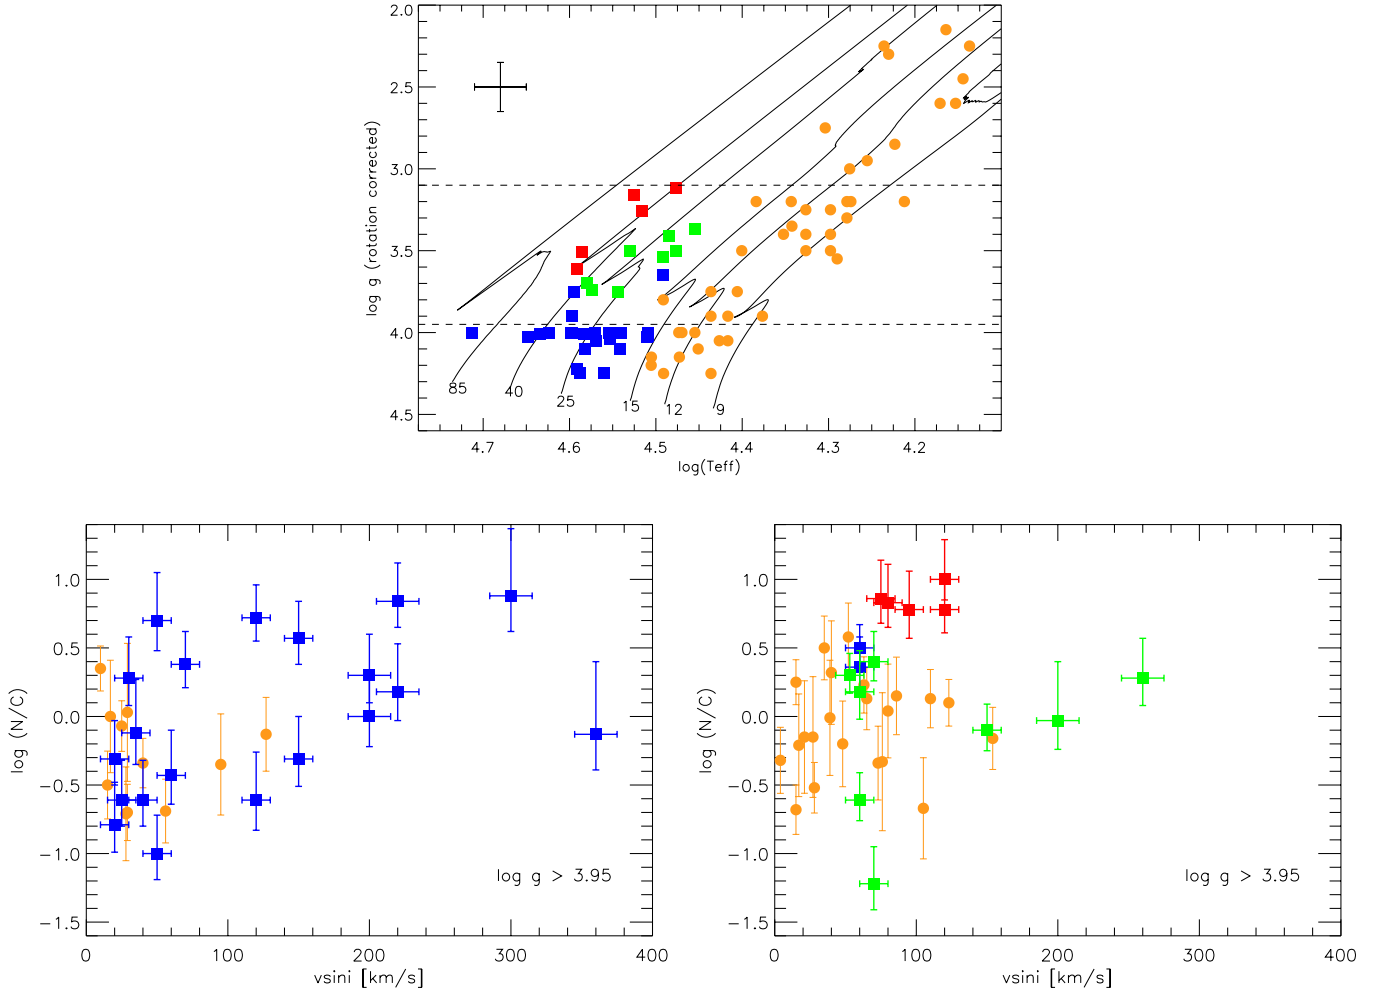 2.0
2.5
3.0
3.5
4.0
4.5
log g (rotation corrected)
85
40
25
15
12
9
4.7 4.6 4.5 4.4 4.3 4.2
log(Teff)
1.0
0.5
0.0
−0.5
−1.0
−1.5
log (N/C)
log g > 3.95
0 100 200 300 400
vsini [km/s]
1.0
0.5
0.0
−0.5
−1.0
−1.5
log (N/C)
log g > 3.95
0 100 200 300 400
vsini [km/s]